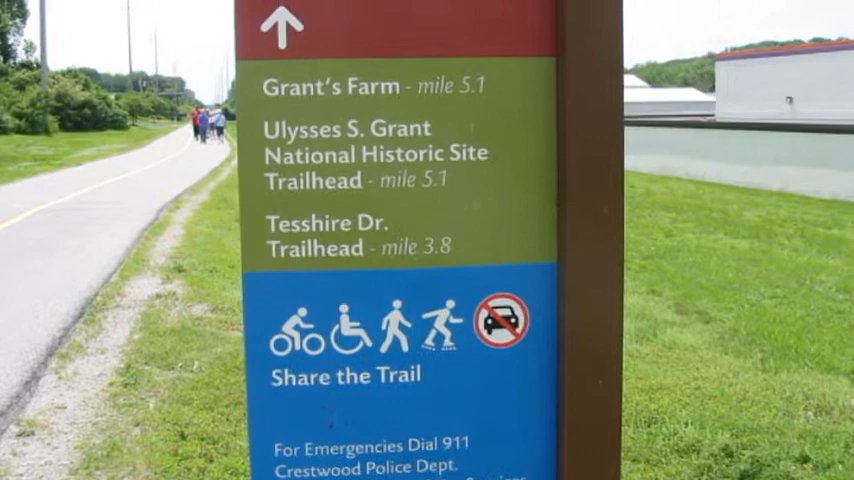 Grant's Farm - mile 5.1
Ulysses S. Grant
National Historic Site
Trailhead - mile 5.1
Tesshire Dr.
Trailhead - mile 3.8
Share the Trail
For Emergencies Dial 911
Crestwood Police Dept.